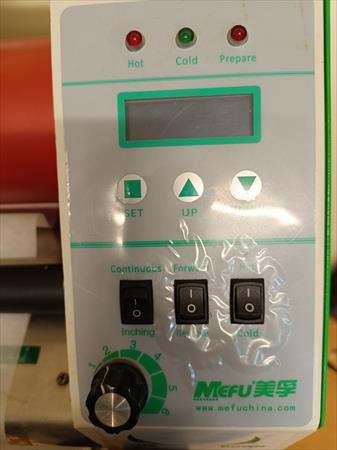 Hot Cold Prepare
SET UP
Continuous Forward
I I I
O O O
Inching Cold
1 2 3 4 5 6
MEFU美孚
www.mefuchina.com